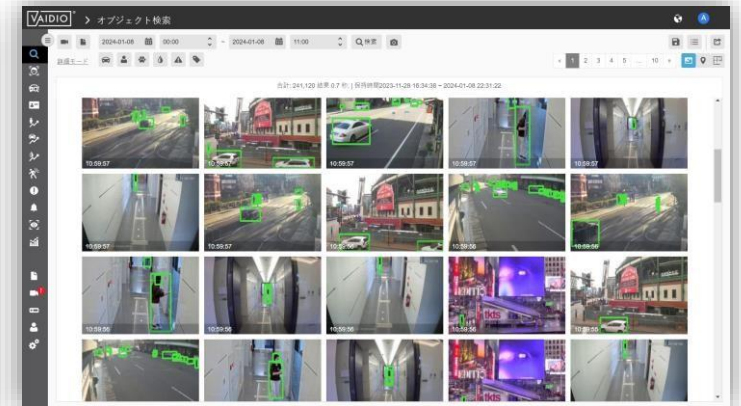 VAIDIO > オブジェクト検索
2024-01-08 00:00 ~ 2024-01-08 11:00 検索
詳細モード
« 1 2 3 4 5 ... 10 »
合計: 241,120 結果 0.7 秒; | 保持時間2023-11-29 16:34:38 ~ 2024-01-08 22:31:22
10:59:57 10:59:57 10:59:57 10:59:57 10:59:57
10:59:57 10:59:57 10:59:56 10:59:56 10:59:56
10:59:56 10:59:56 10:59:56 10:59:56 10:59:55
tkts
tkts